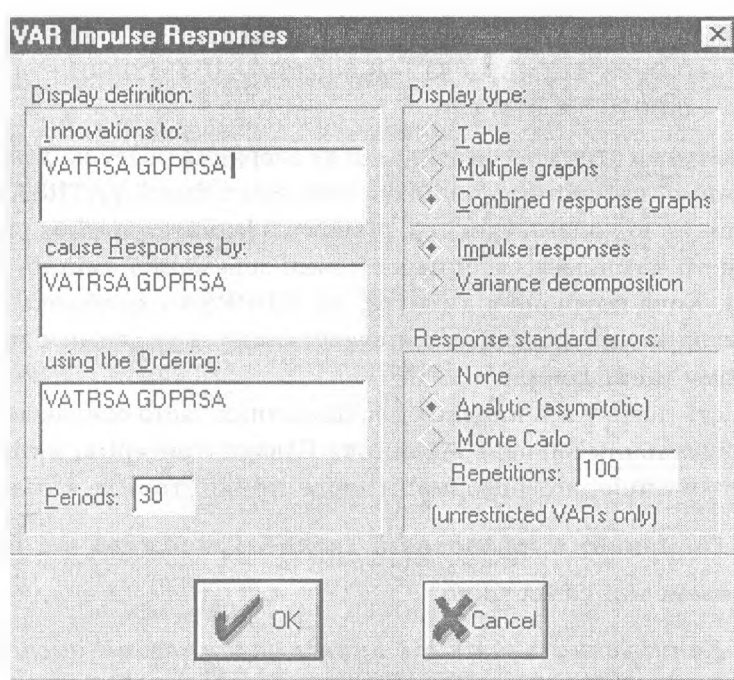 VAR Impulse Responses
Display definition:
Innovations to:
VATRSA GDPRSA
cause Responses by:
VATRSA GDPRSA
using the Ordering:
VATRSA GDPRSA
Periods: 30
Display type:
Table
Multiple graphs
Combined response graphs
Impulse responses
Variance decomposition
Response standard errors:
None
Analytic (asymptotic)
Monte Carlo
Repetitions: 100
(unrestricted VARs only)
OK
Cancel